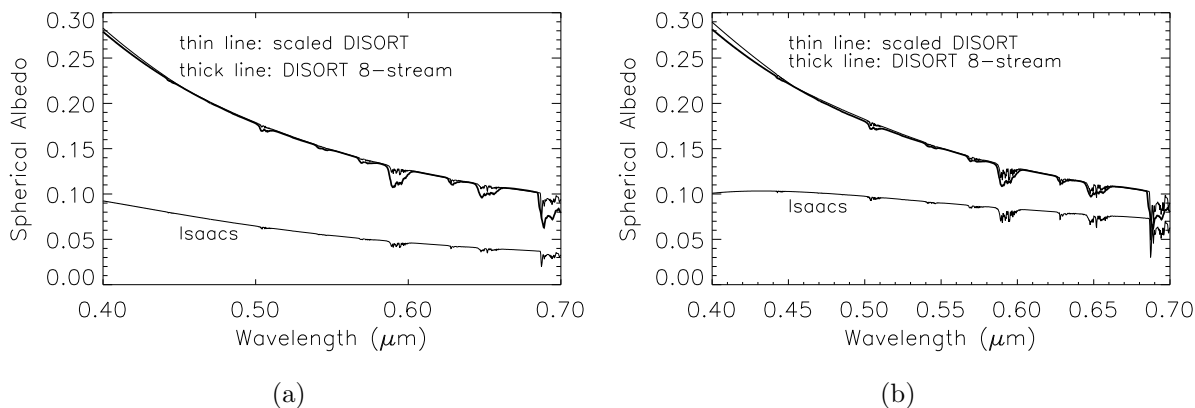 0.30
0.25
0.20
0.15
0.10
0.05
0.00
Spherical Albedo
thin line: scaled DISORT
thick line: DISORT 8-stream
Isaacs
0.40 0.50 0.60 0.70
Wavelength (μm)
(a)
0.30
0.25
0.20
0.15
0.10
0.05
0.00
Spherical Albedo
thin line: scaled DISORT
thick line: DISORT 8-stream
Isaacs
0.40 0.45 0.50 0.55 0.60 0.65 0.70
Wavelength (μm)
(b)